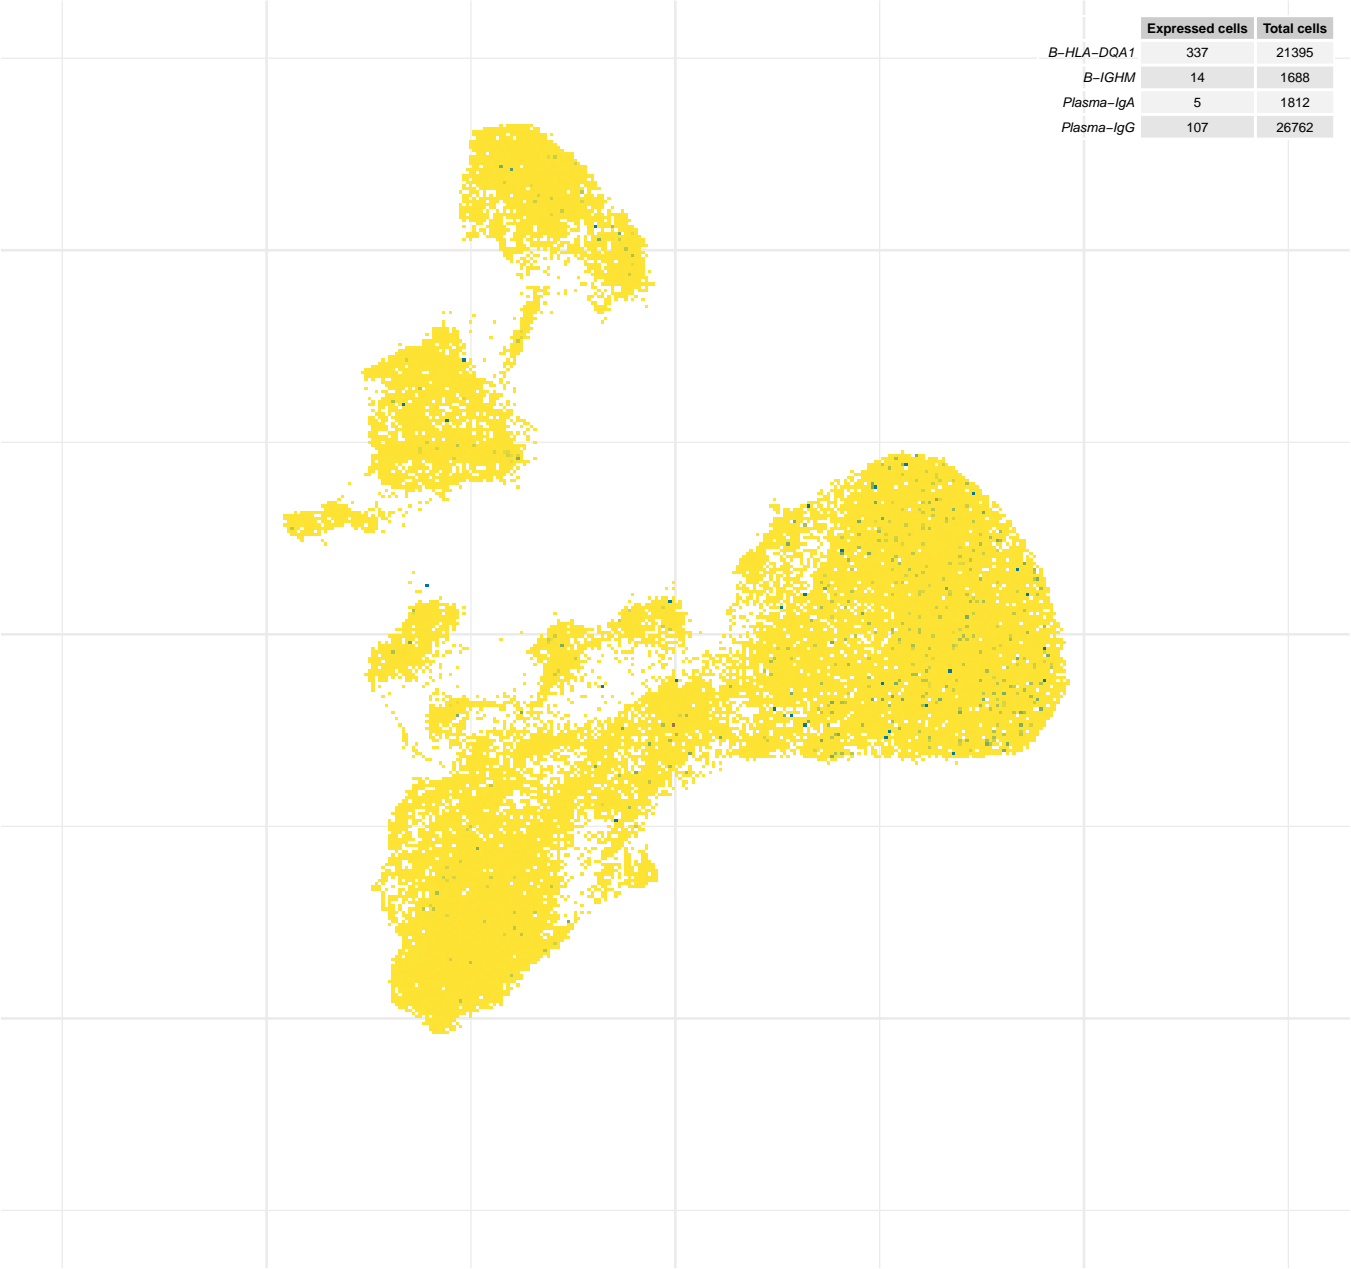 Expressed cells Total cells
B−HLA−DQA1 337 21395
B−IGHM 14 1688
Plasma−IgA 5 1812
Plasma−IgG 107 26762